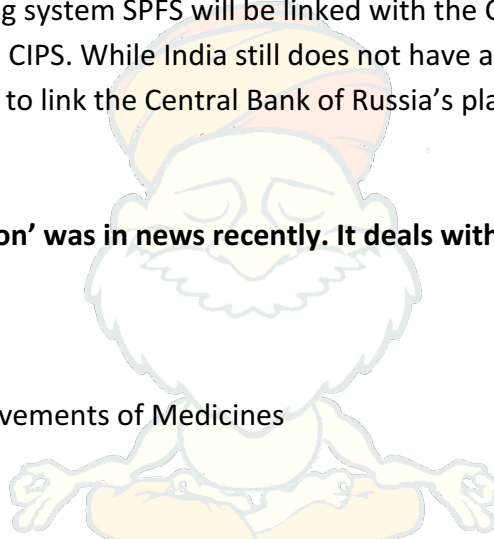 g system SPFS will be linked with the C
CIPS. While India still does not have a
to link the Central Bank of Russia’s pla
on’ was in news recently. It deals with
vements of Medicines